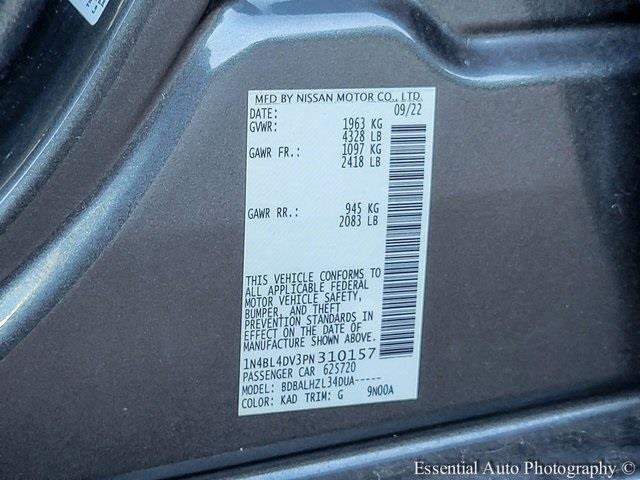 MFD BY NISSAN MOTOR CO., LTD.
DATE: 09/22
GVWR: 1963 KG
4328 LB
GAWR FR.: 1097 KG
2418 LB
GAWR RR.: 945 KG
2083 LB
THIS VEHICLE CONFORMS TO
ALL APPLICABLE FEDERAL
MOTOR VEHICLE SAFETY,
BUMPER, AND THEFT
PREVENTION STANDARDS IN
EFFECT ON THE DATE OF
MANUFACTURE SHOWN ABOVE.
1N4BL4DV3PN310157
PASSENGER CAR 625720
MODEL: BDBALHZL34DUA-----
COLOR: KAD TRIM: G 9N00A
Essential Auto Photography ©2022